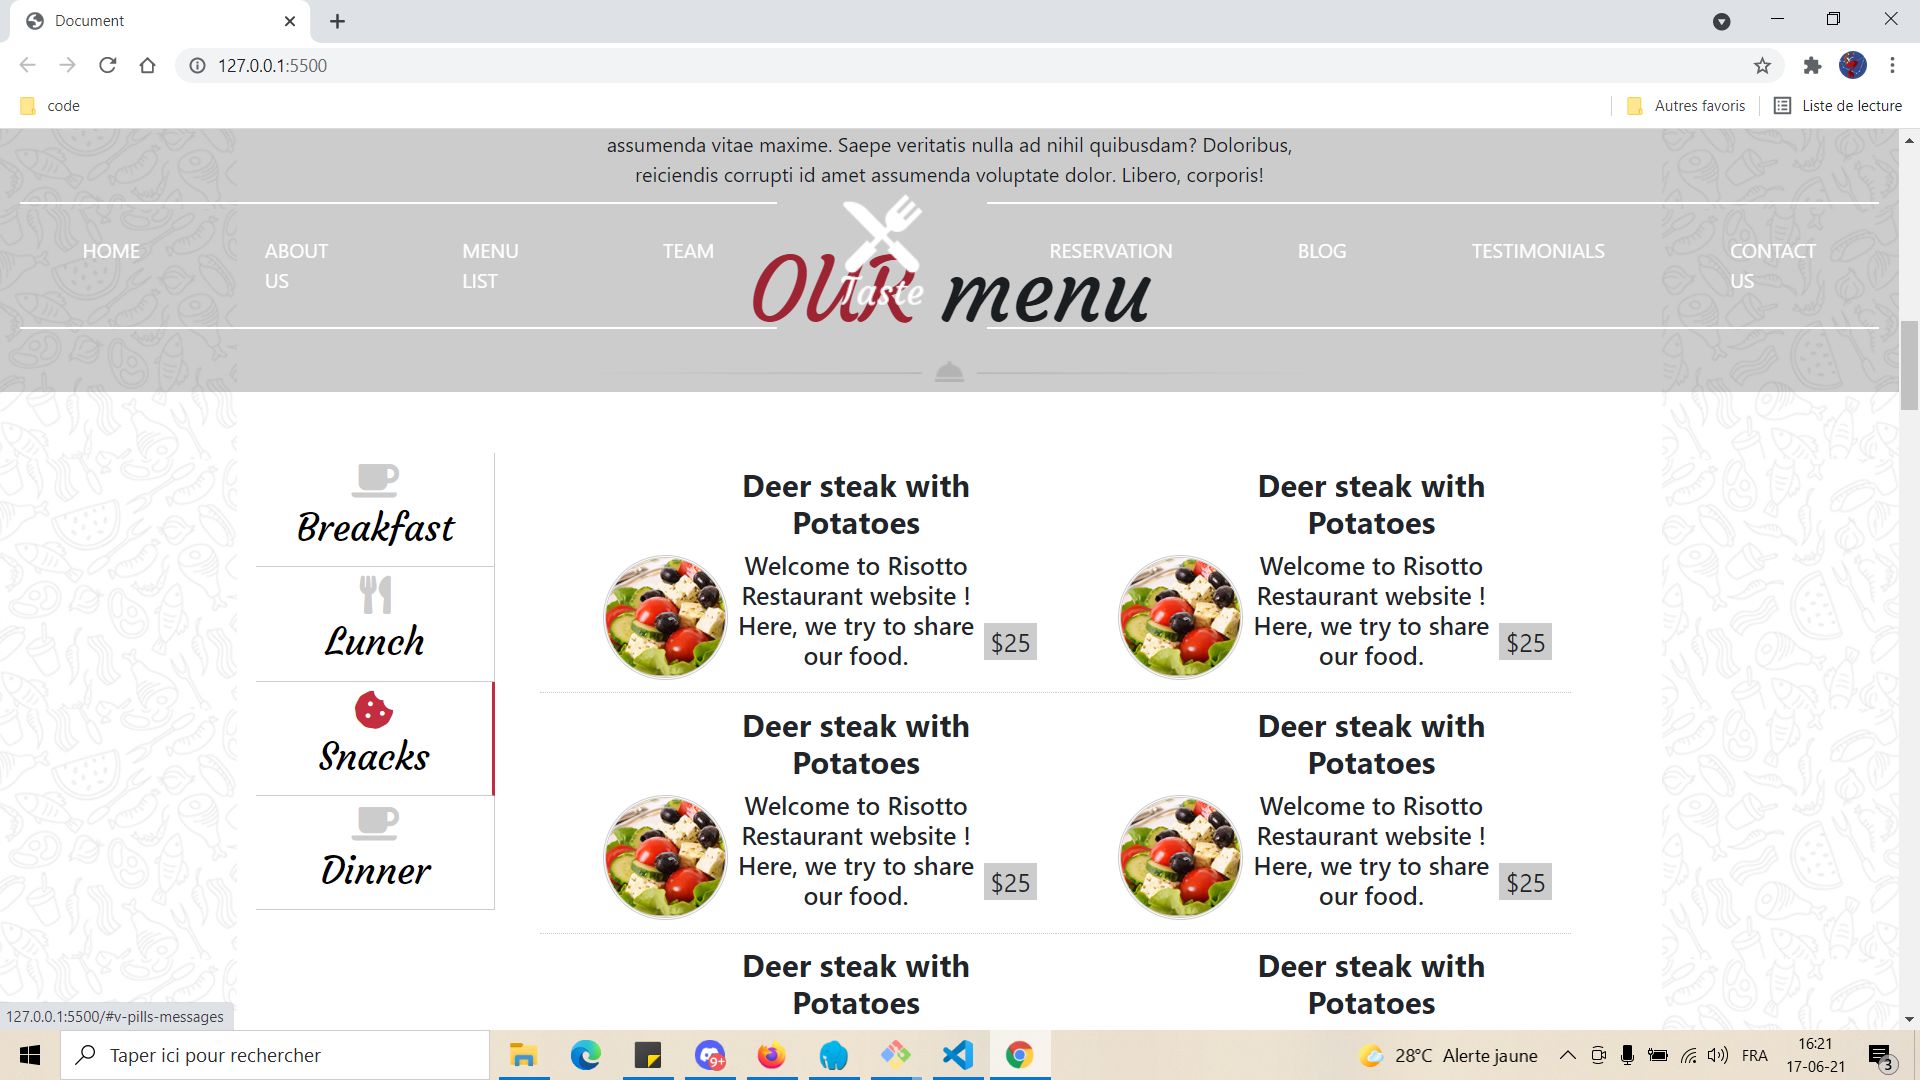 Document
127.0.0.1:5500
code
Autres favoris
Liste de lecture
assumenda vitae maxime. Saepe veritatis nulla ad nihil quibusdam? Doloribus,
reiciendis corrupti id amet assumenda voluptate dolor. Libero, corporis!
HOME
ABOUT
US
MENU
LIST
TEAM
Taste
RESERVATION
BLOG
TESTIMONIALS
CONTACT
US
OUR menu
Breakfast
Lunch
Snacks
Dinner
Deer steak with
Potatoes
Welcome to Risotto
Restaurant website !
Here, we try to share
our food.
$25
Deer steak with
Potatoes
Welcome to Risotto
Restaurant website !
Here, we try to share
our food.
$25
Deer steak with
Potatoes
Welcome to Risotto
Restaurant website !
Here, we try to share
our food.
$25
Deer steak with
Potatoes
Welcome to Risotto
Restaurant website !
Here, we try to share
our food.
$25
Deer steak with
Potatoes
Deer steak with
Potatoes
127.0.0.1:5500/#v-pills-messages
Taper ici pour rechercher
9+
28°C Alerte jaune
FRA
16:21
17-06-21
3